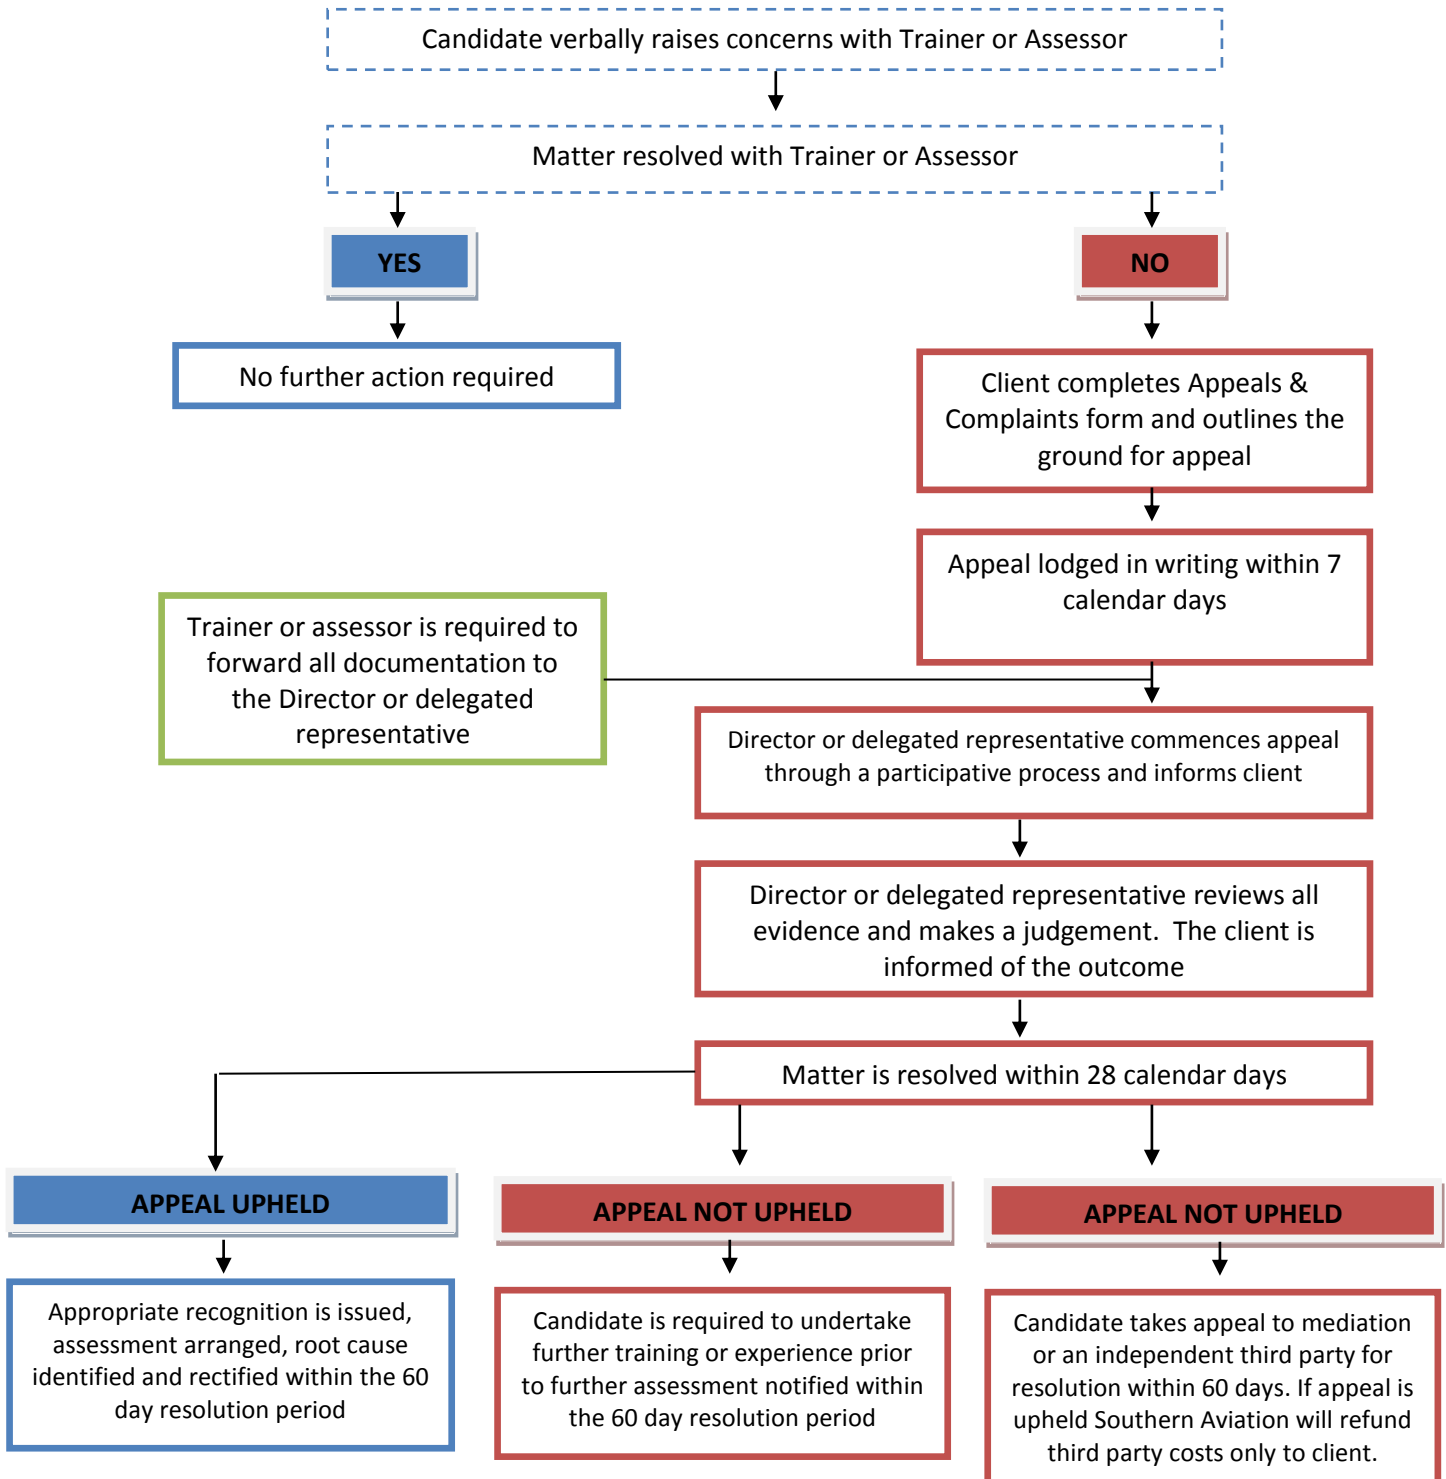 Candidate verbally raises concerns with Trainer or Assessor
Matter resolved with Trainer or Assessor
YES
NO
No further action required
Client completes Appeals &
Complaints form and outlines the
ground for appeal
Appeal lodged in writing within 7
calendar days
Trainer or assessor is required to
forward all documentation to
the Director or delegated
representative
Director or delegated representative commences appeal
through a participative process and informs client
Director or delegated representative reviews all
evidence and makes a judgement.  The client is
informed of the outcome
Matter is resolved within 28 calendar days
APPEAL UPHELD
APPEAL NOT UPHELD
APPEAL NOT UPHELD
Appropriate recognition is issued,
assessment arranged, root cause
identified and rectified within the 60
day resolution period
Candidate is required to undertake
further training or experience prior
to further assessment notified within
the 60 day resolution period
Candidate takes appeal to mediation
or an independent third party for
resolution within 60 days. If appeal is
upheld Southern Aviation will refund
third party costs only to client.